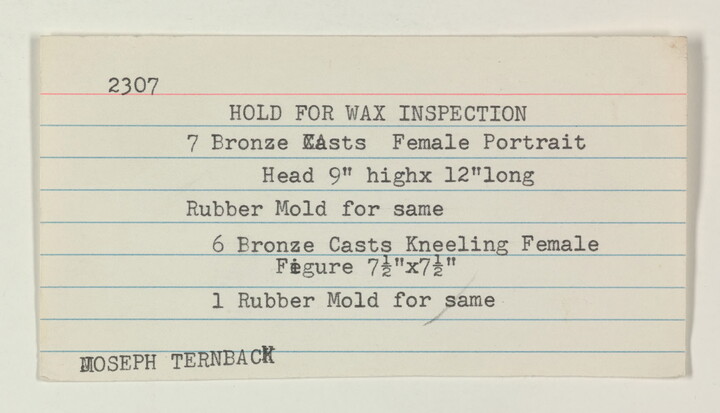 2307
HOLD FOR WAX INSPECTION
7 Bronze CAsts Female Portrait
Head 9" highx 12"long
Rubber Mold for same
6 Bronze Casts Kneeling Female
Figure 7½"x7½"
1 Rubber Mold for same
JOSEPH TERNBACK